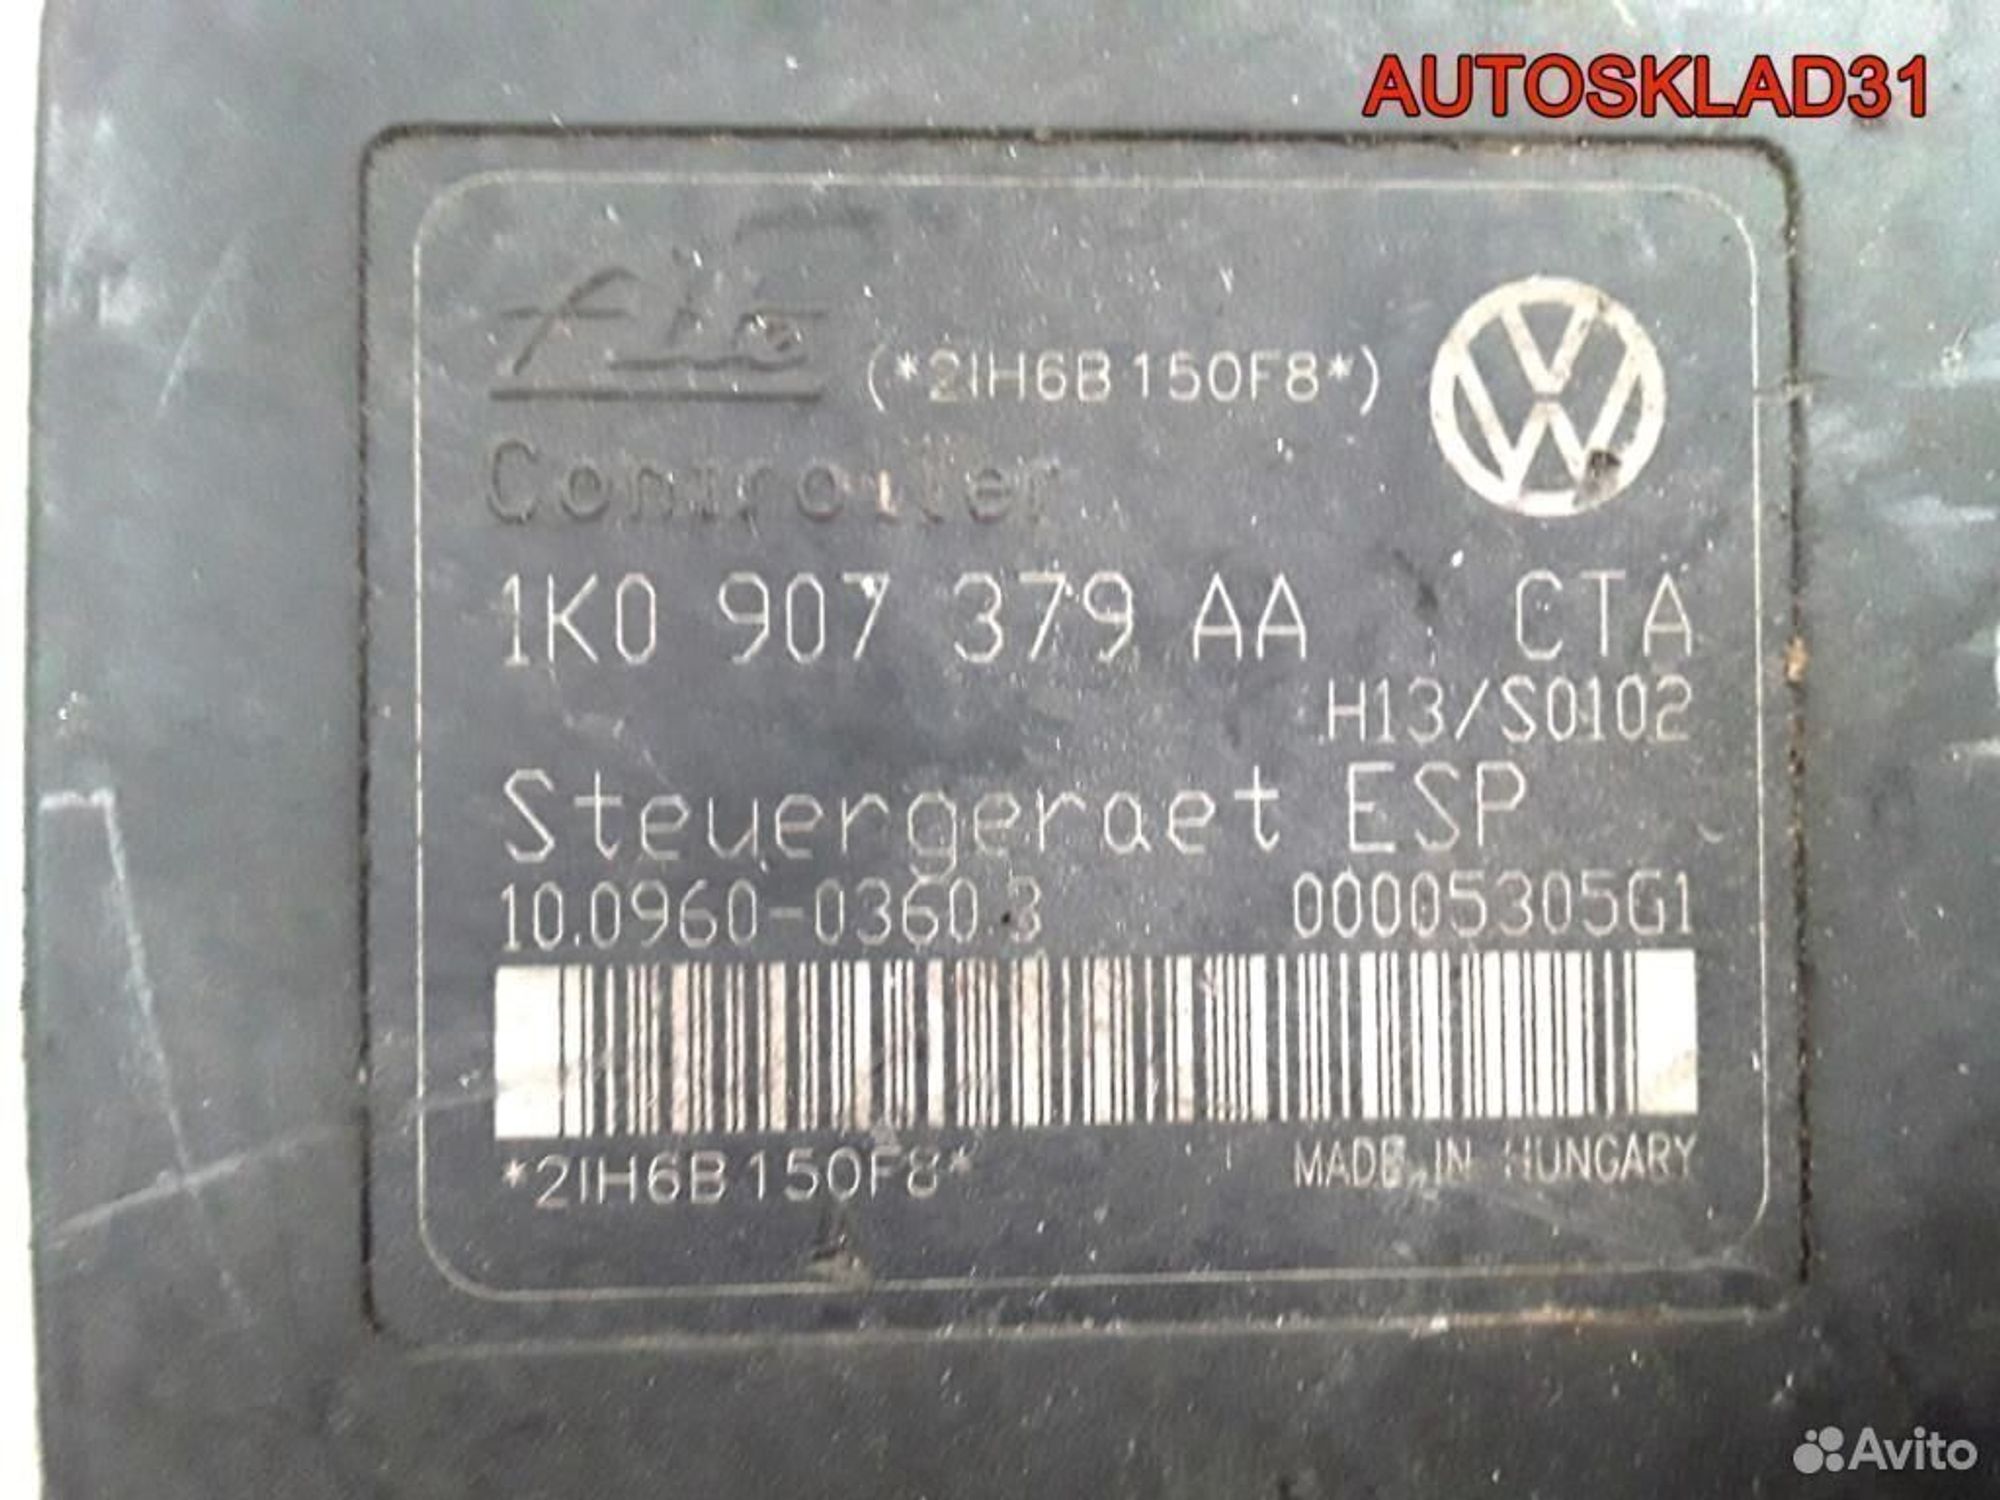 AUTOSKLAD31
(*2IH6B150F8*)
Controller
1K0 907 379 AA CTA
H13/S0102
Steuergeraet ESP
10.0960-0360.3 00005305G1
*2IH6B150F8* MADE IN HUNGARY
Avito